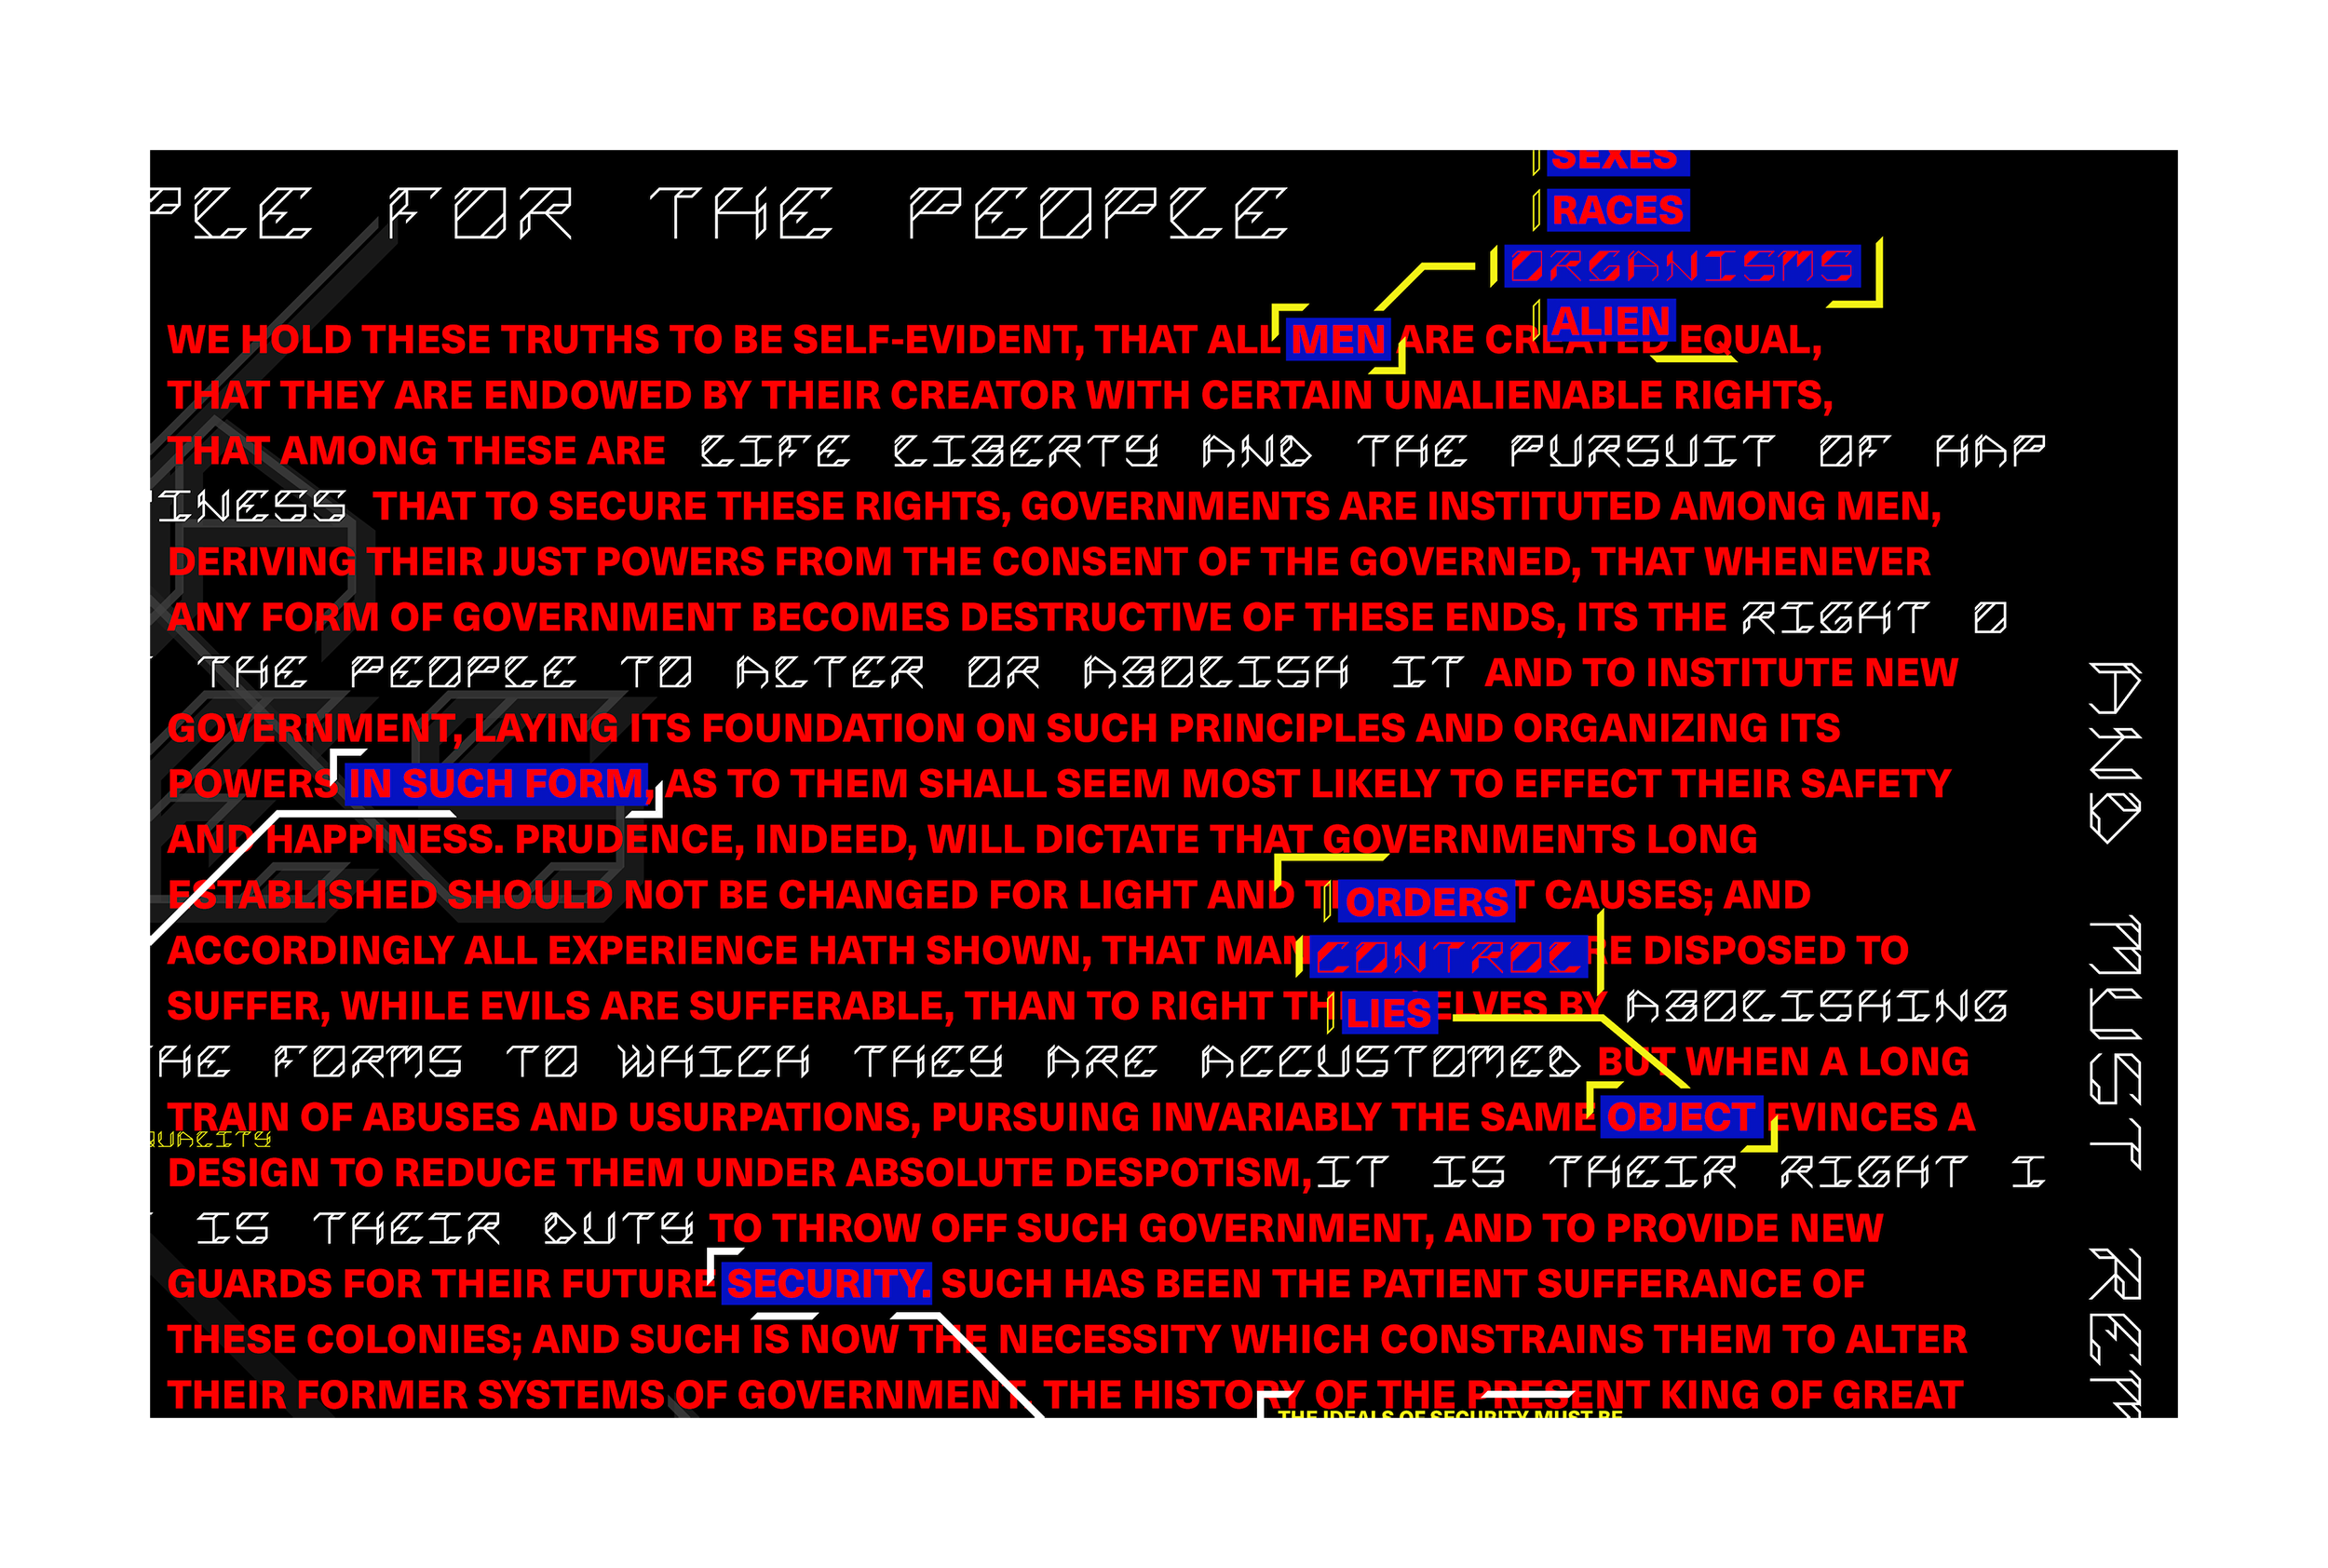 PLE FOR THE PEOPLE
SEXES
RACES
ORGANISMS
ALIEN
WE HOLD THESE TRUTHS TO BE SELF-EVIDENT, THAT ALL MEN ARE CREATED EQUAL,
THAT THEY ARE ENDOWED BY THEIR CREATOR WITH CERTAIN UNALIENABLE RIGHTS,
THAT AMONG THESE ARE LIFE LIBERTY AND THE PURSUIT OF HAP
INESS THAT TO SECURE THESE RIGHTS, GOVERNMENTS ARE INSTITUTED AMONG MEN,
DERIVING THEIR JUST POWERS FROM THE CONSENT OF THE GOVERNED, THAT WHENEVER
ANY FORM OF GOVERNMENT BECOMES DESTRUCTIVE OF THESE ENDS, ITS THE RIGHT O
THE PEOPLE TO ALTER OR ABOLISH IT AND TO INSTITUTE NEW
GOVERNMENT, LAYING ITS FOUNDATION ON SUCH PRINCIPLES AND ORGANIZING ITS
POWERS IN SUCH FORM, AS TO THEM SHALL SEEM MOST LIKELY TO EFFECT THEIR SAFETY
AND HAPPINESS. PRUDENCE, INDEED, WILL DICTATE THAT GOVERNMENTS LONG
ESTABLISHED SHOULD NOT BE CHANGED FOR LIGHT AND T CAUSES; AND
ORDERS
ACCORDINGLY ALL EXPERIENCE HATH SHOWN, THAT MAN RE DISPOSED TO
CONTROL
SUFFER, WHILE EVILS ARE SUFFERABLE, THAN TO RIGHT TH ELVES BY ABOLISHING
LIES
HE FORMS TO WHICH THEY ARE ACCUSTOMED BUT WHEN A LONG
TRAIN OF ABUSES AND USURPATIONS, PURSUING INVARIABLY THE SAME OBJECT EVINCES A
QUALITY
DESIGN TO REDUCE THEM UNDER ABSOLUTE DESPOTISM, IT IS THEIR RIGHT I
IS THEIR DUTY TO THROW OFF SUCH GOVERNMENT, AND TO PROVIDE NEW
GUARDS FOR THEIR FUTURE SECURITY. SUCH HAS BEEN THE PATIENT SUFFERANCE OF
THESE COLONIES; AND SUCH IS NOW THE NECESSITY WHICH CONSTRAINS THEM TO ALTER
THEIR FORMER SYSTEMS OF GOVERNMENT. THE HISTORY OF THE PRESENT KING OF GREAT
THE IDEALS OF SECURITY MUST BE
AND MUST REM